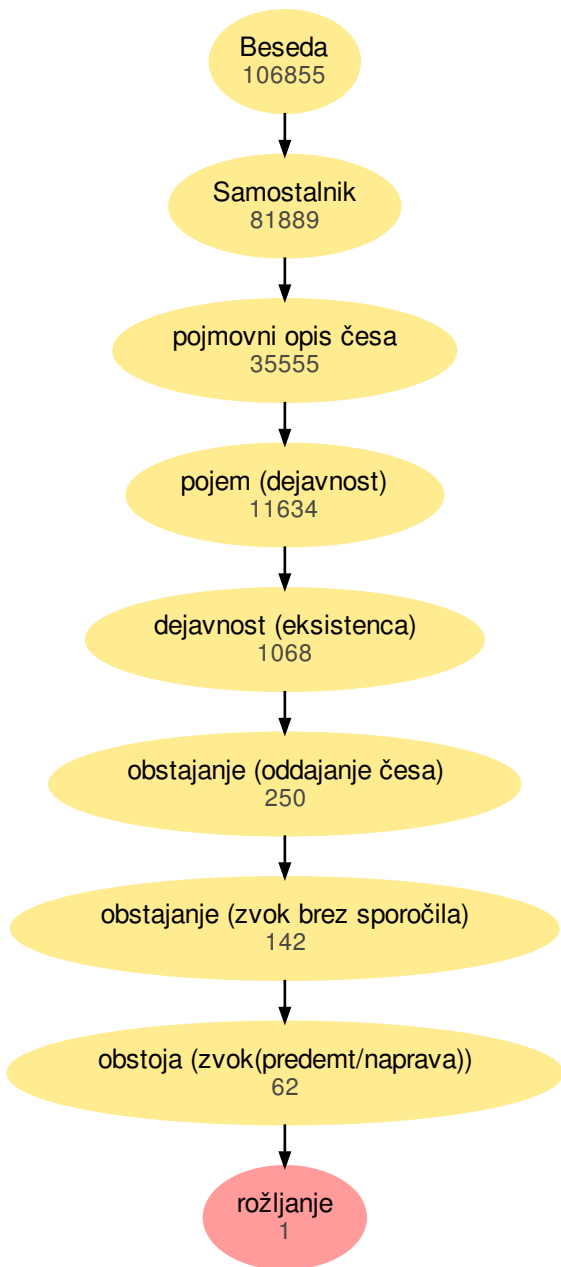 Beseda
106855
Samostalnik
81889
pojmovni opis česa
35555
pojem (dejavnost)
11634
dejavnost (eksistenca)
1068
obstajanje (oddajanje česa)
250
obstajanje (zvok brez sporočila)
142
obstoja (zvok(predemt/naprava))
62
rožljanje
1